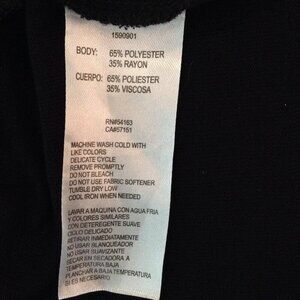 1590901
BODY: 65% POLYESTER
35% RAYON
CUERPO: 65% POLIESTER
35% VISCOSA
RN#54163
CA#57151
MACHINE WASH COLD WITH
LIKE COLORS
DELICATE CYCLE
REMOVE PROMPTLY
DO NOT BLEACH
DO NOT USE FABRIC SOFTENER
TUMBLE DRY LOW
COOL IRON WHEN NEEDED
LAVAR A MAQUINA CON AGUA FRIA
Y COLORES SIMILARES
CON DETEREGENTE SUAVE
CICLO DELICADO
RETIRAR INMEDIATAMENTE
NO USAR BLANQUEADOR
NO USAR SUAVIZANTE
SECAR EN SECADORA A
TEMPERATURA BAJA
PLANCHAR A BAJA TEMPERATURA
SI ES NECESARIO